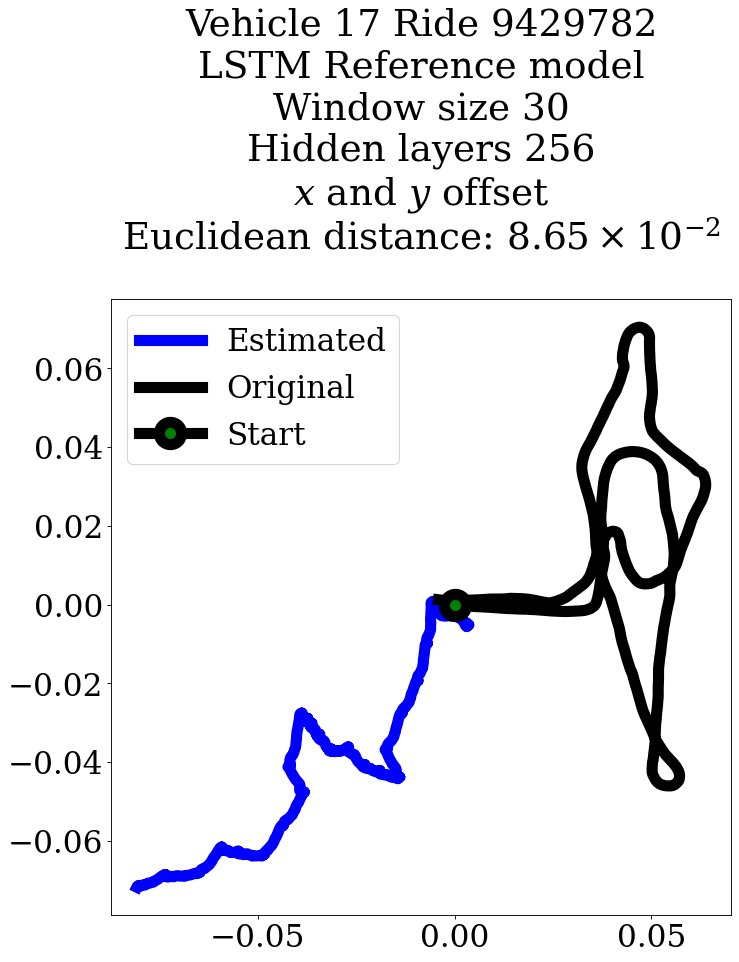 Vehicle 17 Ride 9429782
LSTM Reference model
Window size 30
Hidden layers 256
x and y offset
Euclidean distance: 8.65 × 10⁻²
Estimated
Original
Start
0.06
0.04
0.02
0.00
−0.02
−0.04
−0.06
−0.05 0.00 0.05